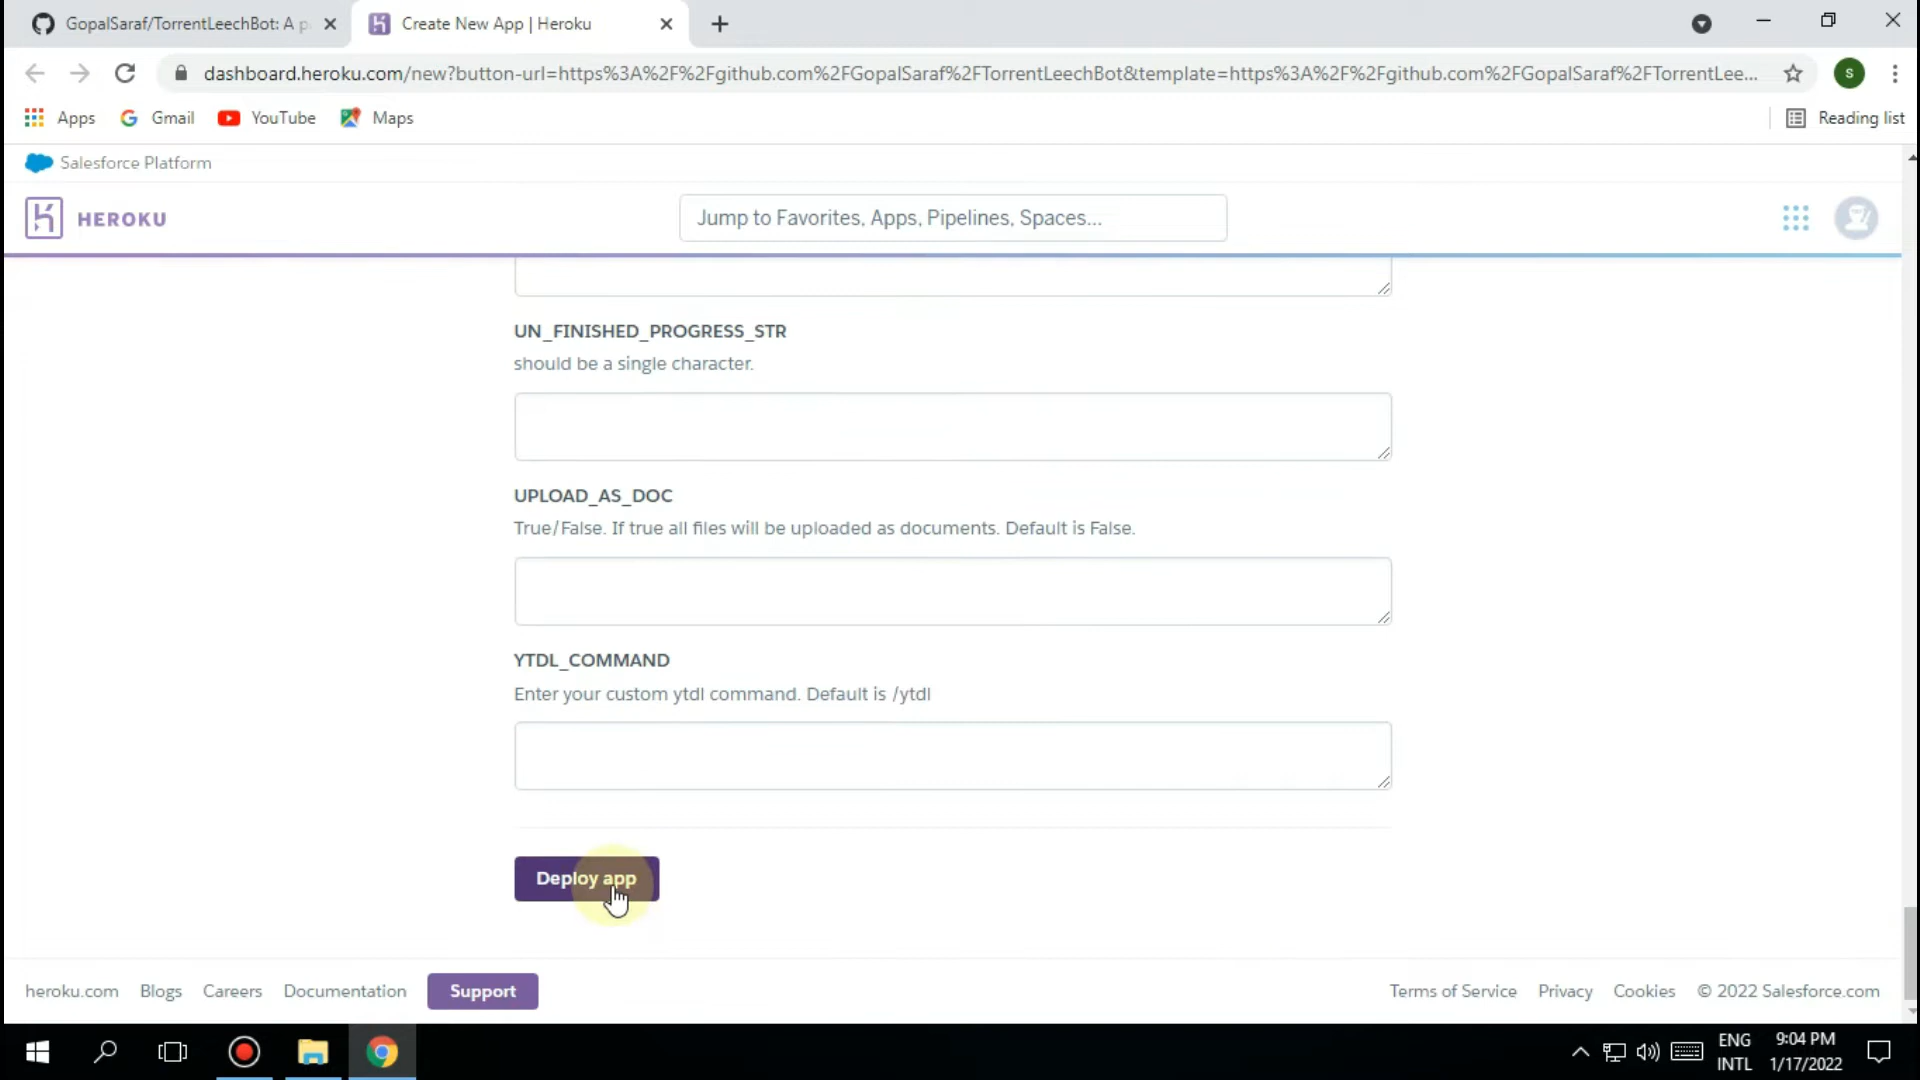 GopalSaraf/TorrentLeechBot: A p
Create New App | Heroku
dashboard.heroku.com/new?button-url=https%3A%2F%2Fgithub.com%2FGopalSaraf%2FTorrentLeechBot&template=https%3A%2F%2Fgithub.com%2FGopalSaraf%2FTorrentLee...
S
Apps
Gmail
YouTube
Maps
Reading list
Salesforce Platform
HEROKU
Jump to Favorites, Apps, Pipelines, Spaces...
UN_FINISHED_PROGRESS_STR
should be a single character.
UPLOAD_AS_DOC
True/False. If true all files will be uploaded as documents. Default is False.
YTDL_COMMAND
Enter your custom ytdl command. Default is /ytdl
Deploy app
heroku.com Blogs Careers Documentation Support
Terms of Service Privacy Cookies © 2022 Salesforce.com
ENG
INTL
9:04 PM
1/17/2022